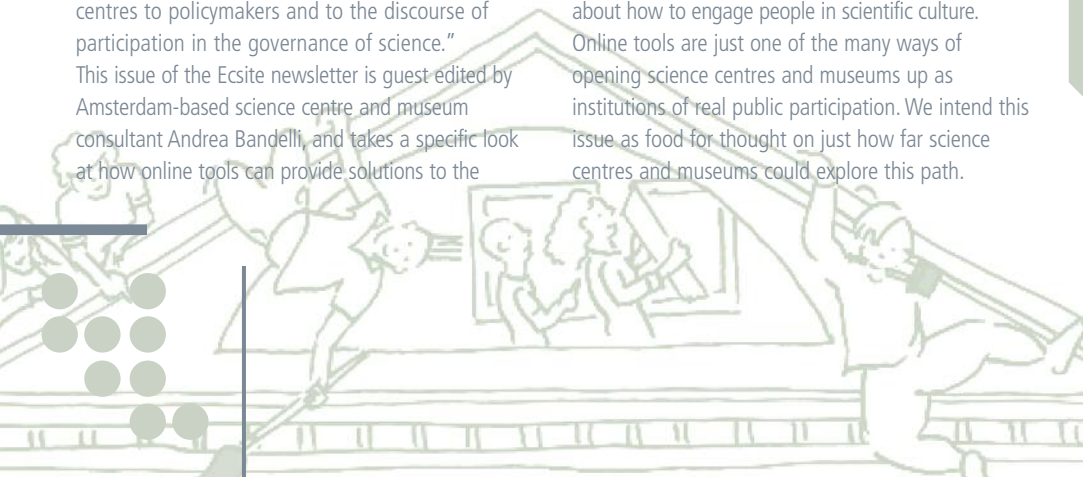 centres to policymakers and to the discourse of
participation in the governance of science.”
This issue of the Ecsite newsletter is guest edited by
Amsterdam-based science centre and museum
consultant Andrea Bandelli, and takes a specific look
at how online tools can provide solutions to the
about how to engage people in scientific culture.
Online tools are just one of the many ways of
opening science centres and museums up as
institutions of real public participation. We intend this
issue as food for thought on just how far science
centres and museums could explore this path.